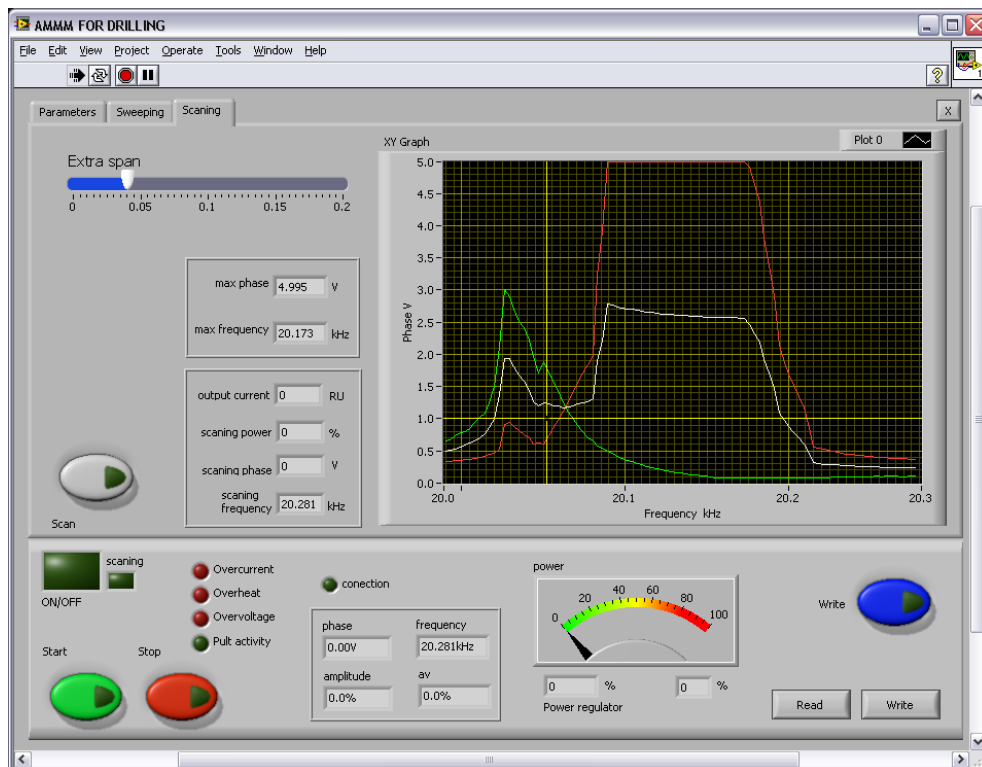 AMMM FOR DRILLING
File Edit View Project Operate Tools Window Help
1
Parameters Sweeping Scaning X
Extra span
0 0.05 0.1 0.15 0.2
max phase 4.995 V
max frequency 20.173 kHz
output current 0 RU
scaning power 0 %
scaning phase 0 V
scaning frequency 20.281 kHz
Scan
XY Graph Plot 0
Phase V
5.0
4.5
4.0
3.5
3.0
2.5
2.0
1.5
1.0
0.5
0.0
20.0 20.1 20.2 20.3
Frequency kHz
scaning
ON/OFF
Overcurrent
Overheat
Overvoltage
Pult activity
Start Stop
conection
phase frequency
0.00V 20.281kHz
amplitude av
0.0% 0.0%
power
0 20 40 60 80 100
0 % 0 %
Power regulator
Write
Read Write